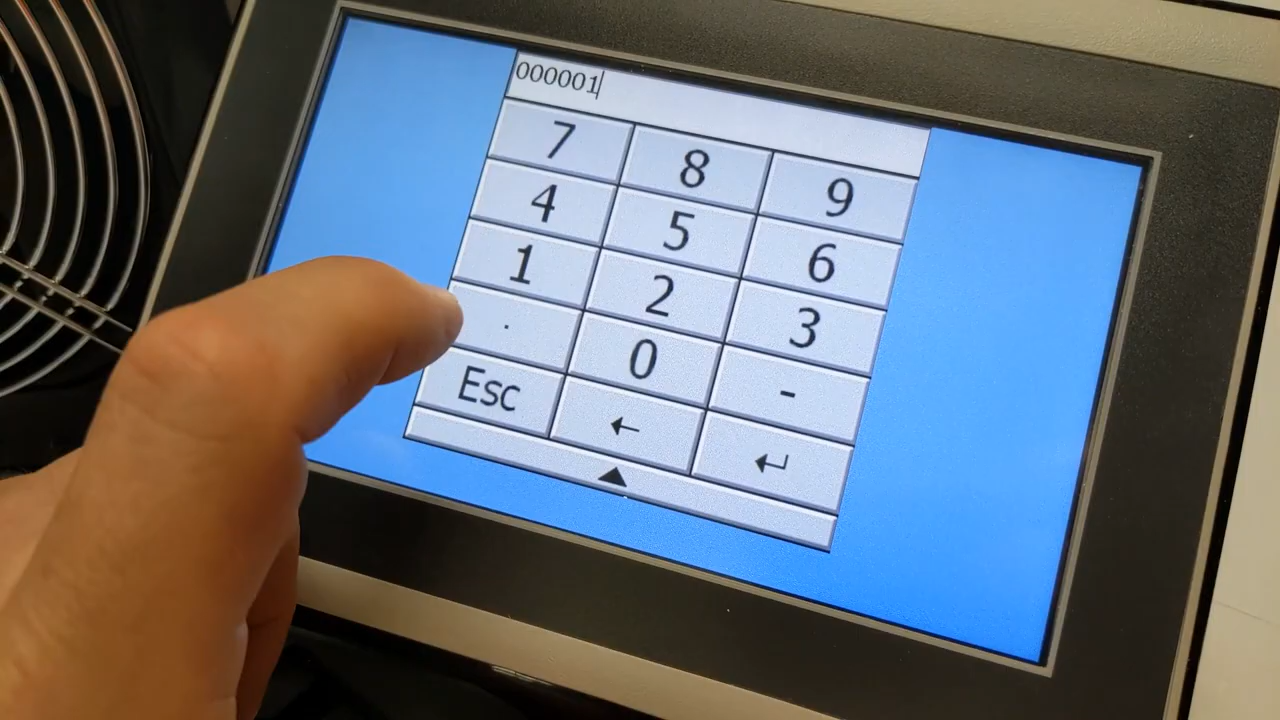 000001
7 8 9
4 5 6
1 2 3
. 0 -
Esc ← ↵
▲